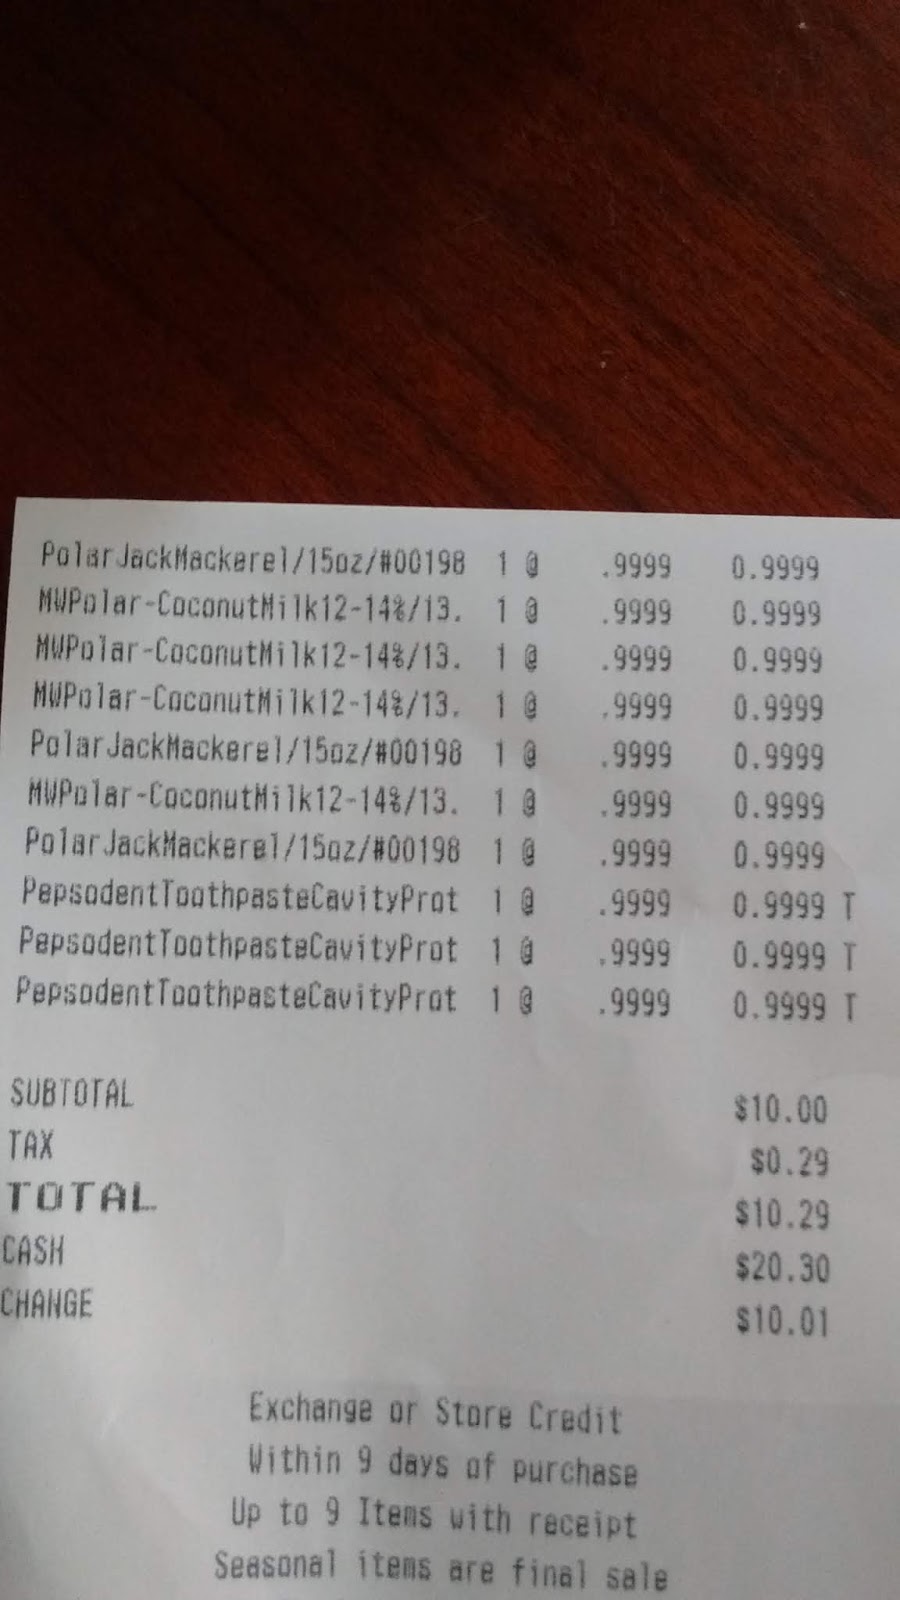 PolarJackMackerel/15oz/#00198 1 @ .9999 0.9999
MWPolar-CoconutMilk12-14%/13. 1 @ .9999 0.9999
MWPolar-CoconutMilk12-14%/13. 1 @ .9999 0.9999
MWPolar-CoconutMilk12-14%/13. 1 @ .9999 0.9999
PolarJackMackerel/15oz/#00198 1 @ .9999 0.9999
MWPolar-CoconutMilk12-14%/13. 1 @ .9999 0.9999
PolarJackMackerel/15oz/#00198 1 @ .9999 0.9999
PepsodentToothpasteCavityProt 1 @ .9999 0.9999 T
PepsodentToothpasteCavityProt 1 @ .9999 0.9999 T
PepsodentToothpasteCavityProt 1 @ .9999 0.9999 T
SUBTOTAL $10.00
TAX $0.29
TOTAL $10.29
CASH $20.30
CHANGE $10.01
Exchange or Store Credit
Within 9 days of purchase
Up to 9 Items with receipt
Seasonal items are final sale